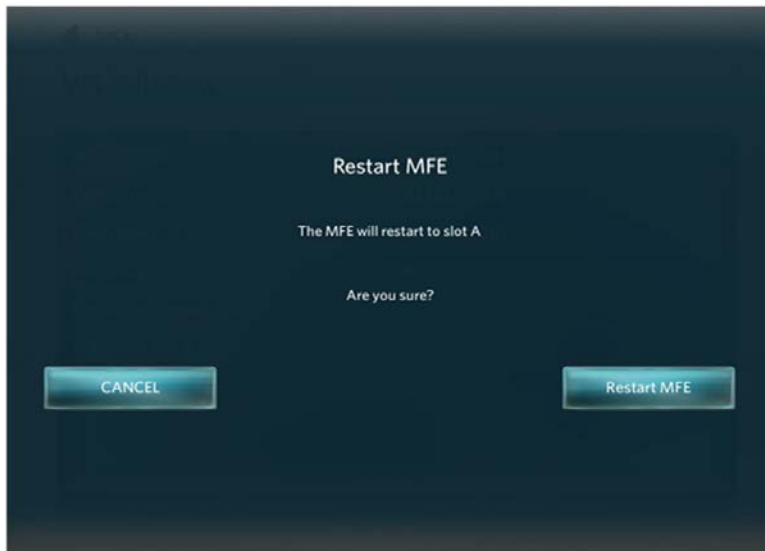 Restart MFE
The MFE will restart to slot A
Are you sure?
CANCEL
Restart MFE